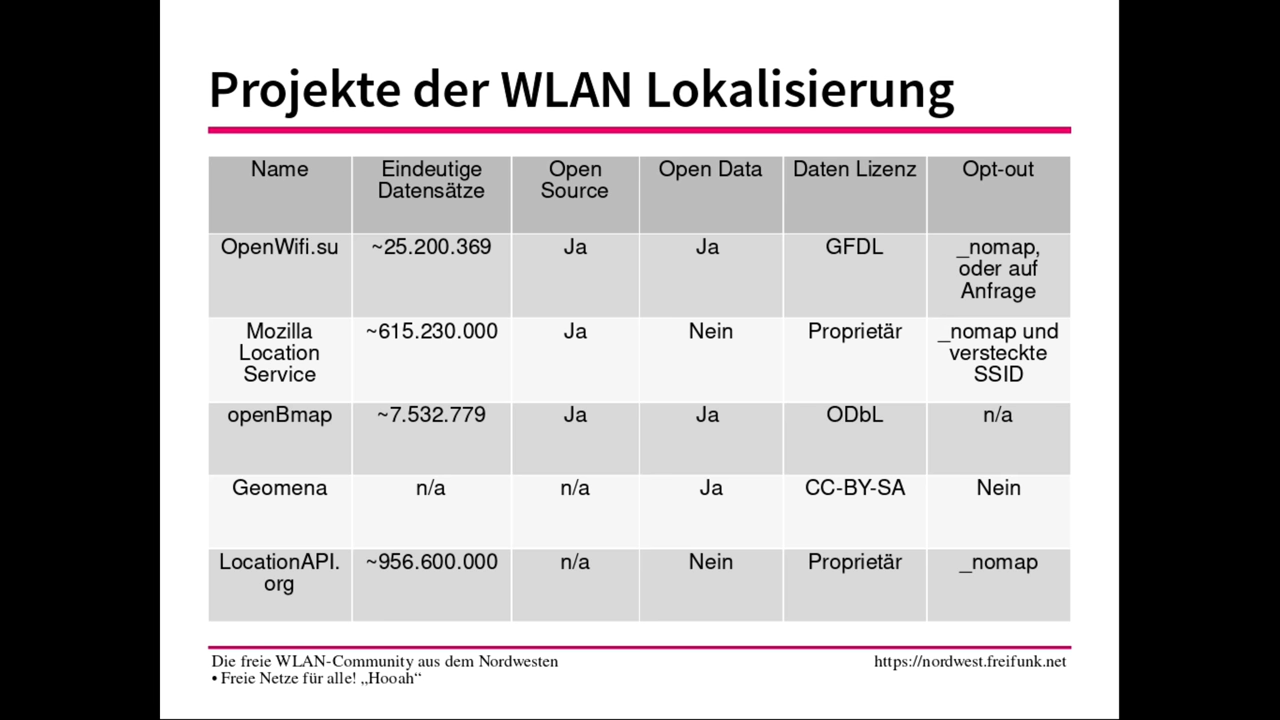 Projekte der WLAN Lokalisierung
Name Eindeutige Datensätze Open Source Open Data Daten Lizenz Opt-out
OpenWifi.su ~25.200.369 Ja Ja GFDL _nomap, oder auf Anfrage
Mozilla Location Service ~615.230.000 Ja Nein Proprietär _nomap und versteckte SSID
openBmap ~7.532.779 Ja Ja ODbL n/a
Geomena n/a n/a Ja CC-BY-SA Nein
LocationAPI.org ~956.600.000 n/a Nein Proprietär _nomap
Die freie WLAN-Community aus dem Nordwesten https://nordwest.freifunk.net
• Freie Netze für alle! „Hooah“